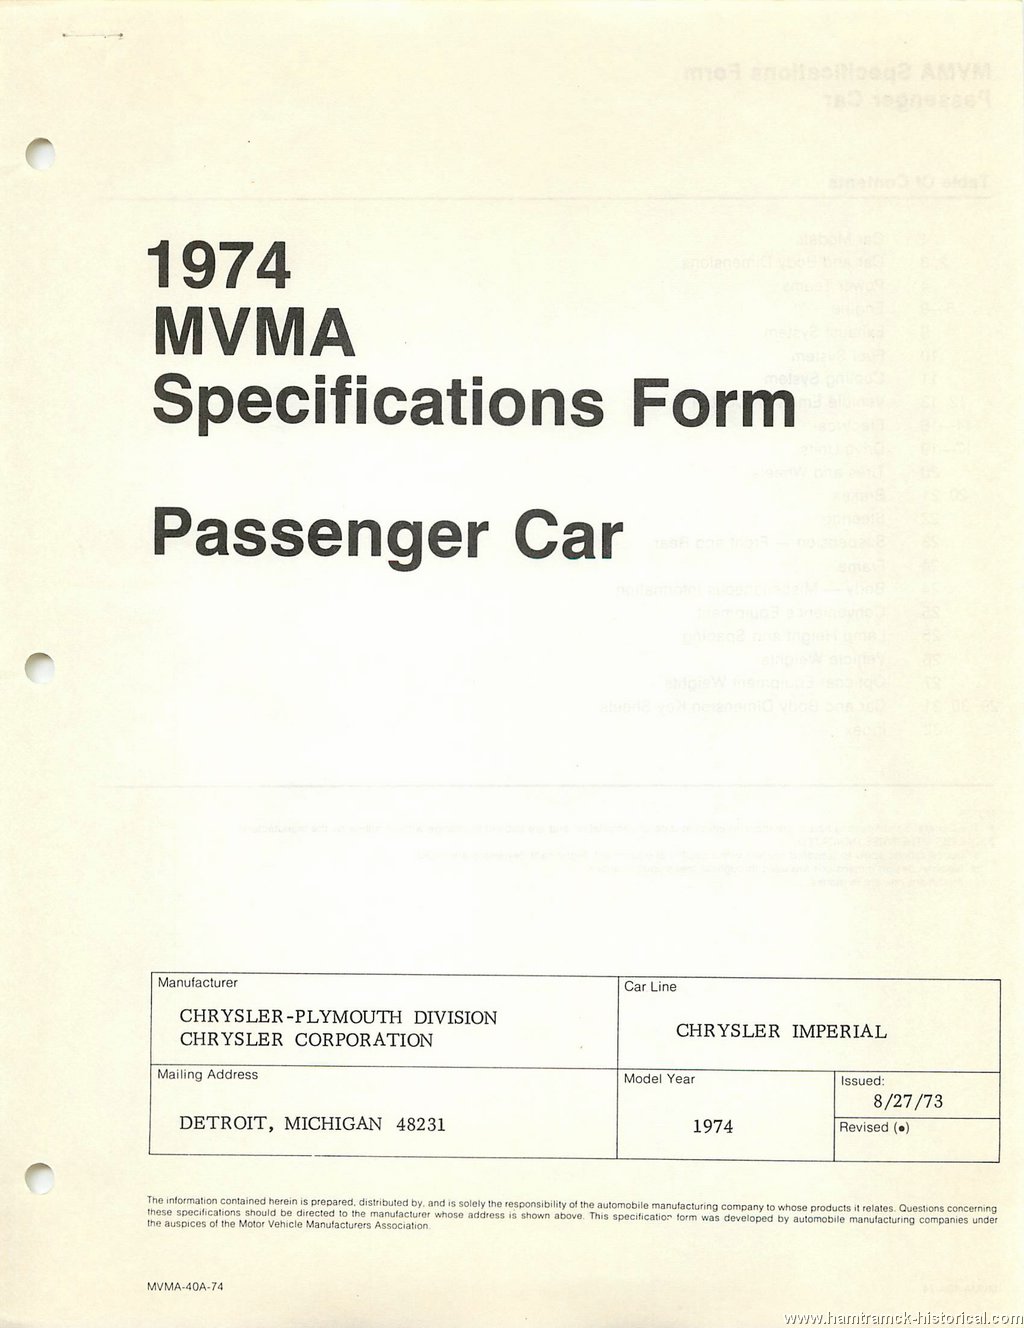 1974
MVMA
Specifications Form
Passenger Car
Manufacturer
CHRYSLER-PLYMOUTH DIVISION
CHRYSLER CORPORATION
Car Line
CHRYSLER IMPERIAL
Mailing Address
DETROIT, MICHIGAN 48231
Model Year
1974
Issued:
8/27/73
Revised (●)
The information contained herein is prepared, distributed by, and is solely the responsibility of the automobile manufacturing company to whose products it relates. Questions concerning
these specifications should be directed to the manufacturer whose address is shown above. This specification form was developed by automobile manufacturing companies under
the auspices of the Motor Vehicle Manufacturers Association.
MVMA-40A-74
www.hamtramck-historical.com